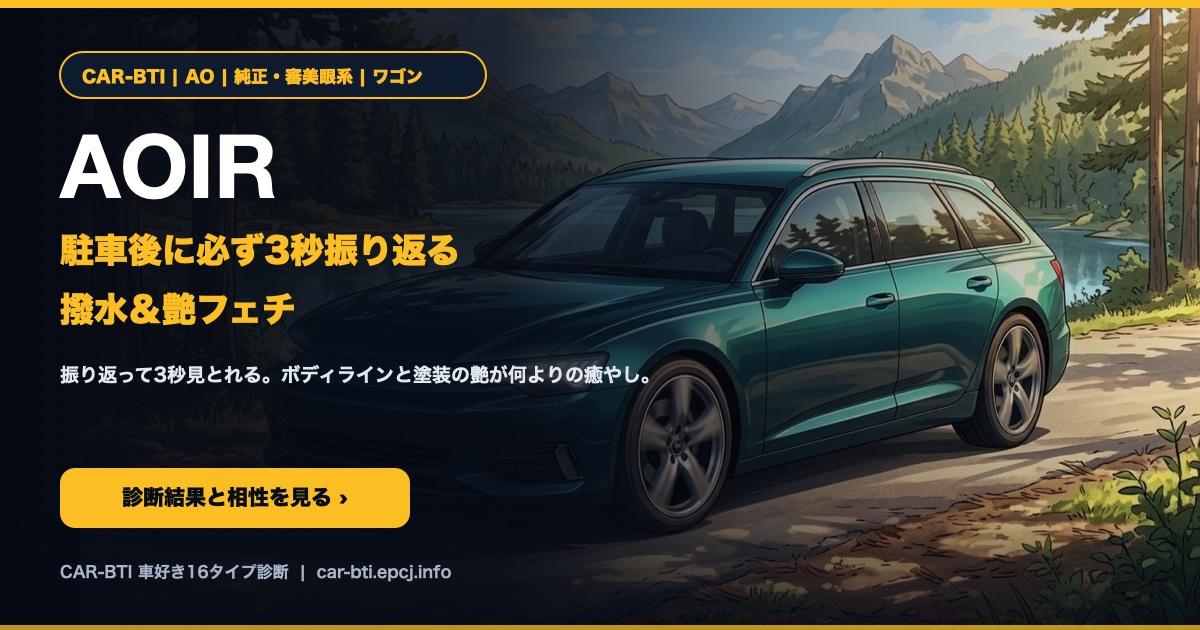 CAR-BTI | AO | 純正・審美眼系 | ワゴン
AOIR
駐車後に必ず3秒振り返る
撥水＆艶フェチ
振り返って3秒見とれる。ボディラインと塗装の艶が何よりの癒やし。
診断結果と相性を見る ›
CAR-BTI 車好き16タイプ診断 | car-bti.epcj.info